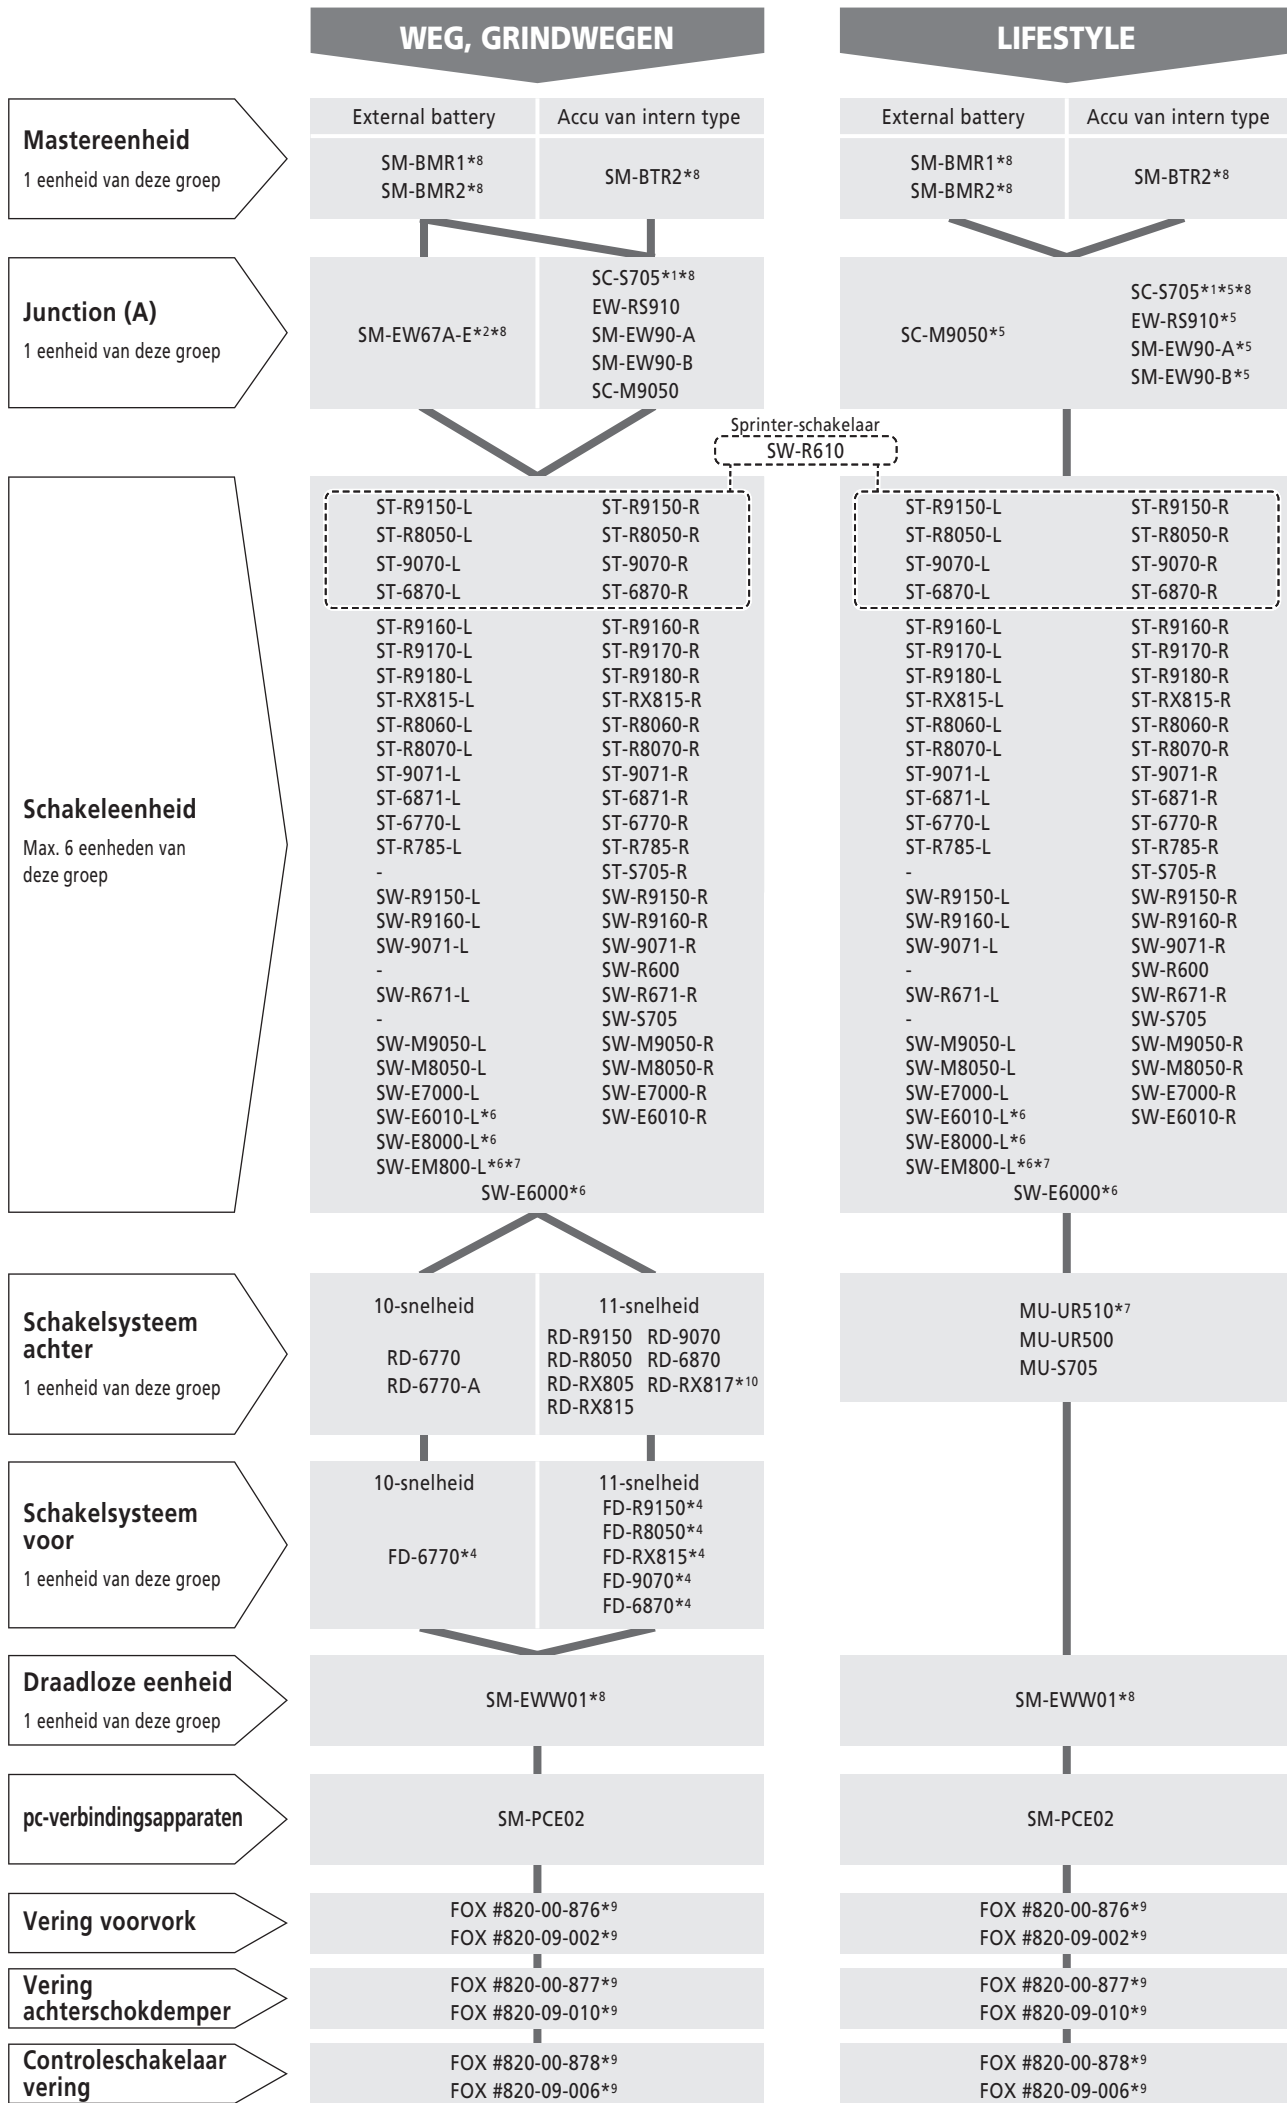 WEG, GRINDWEGEN
LIFESTYLE
Mastereenheid
1 eenheid van deze groep
External battery
Accu van intern type
SM-BMR1*8
SM-BMR2*8
SM-BTR2*8
External battery
Accu van intern type
SM-BMR1*8
SM-BMR2*8
SM-BTR2*8
Junction (A)
1 eenheid van deze groep
SM-EW67A-E*2*8
SC-S705*1*8
EW-RS910
SM-EW90-A
SM-EW90-B
SC-M9050
SC-M9050*5
SC-S705*1*5*8
EW-RS910*5
SM-EW90-A*5
SM-EW90-B*5
Sprinter-schakelaar
SW-R610
Schakeleenheid
Max. 6 eenheden van
deze groep
ST-R9150-L ST-R9150-R
ST-R8050-L ST-R8050-R
ST-9070-L ST-9070-R
ST-6870-L ST-6870-R
ST-R9160-L ST-R9160-R
ST-R9170-L ST-R9170-R
ST-R9180-L ST-R9180-R
ST-RX815-L ST-RX815-R
ST-R8060-L ST-R8060-R
ST-R8070-L ST-R8070-R
ST-9071-L ST-9071-R
ST-6871-L ST-6871-R
ST-6770-L ST-6770-R
ST-R785-L ST-R785-R
- ST-S705-R
SW-R9150-L SW-R9150-R
SW-R9160-L SW-R9160-R
SW-9071-L SW-9071-R
- SW-R600
SW-R671-L SW-R671-R
- SW-S705
SW-M9050-L SW-M9050-R
SW-M8050-L SW-M8050-R
SW-E7000-L SW-E7000-R
SW-E6010-L*6 SW-E6010-R
SW-E8000-L*6
SW-EM800-L*6*7
SW-E6000*6
ST-R9150-L ST-R9150-R
ST-R8050-L ST-R8050-R
ST-9070-L ST-9070-R
ST-6870-L ST-6870-R
ST-R9160-L ST-R9160-R
ST-R9170-L ST-R9170-R
ST-R9180-L ST-R9180-R
ST-RX815-L ST-RX815-R
ST-R8060-L ST-R8060-R
ST-R8070-L ST-R8070-R
ST-9071-L ST-9071-R
ST-6871-L ST-6871-R
ST-6770-L ST-6770-R
ST-R785-L ST-R785-R
- ST-S705-R
SW-R9150-L SW-R9150-R
SW-R9160-L SW-R9160-R
SW-9071-L SW-9071-R
- SW-R600
SW-R671-L SW-R671-R
- SW-S705
SW-M9050-L SW-M9050-R
SW-M8050-L SW-M8050-R
SW-E7000-L SW-E7000-R
SW-E6010-L*6 SW-E6010-R
SW-E8000-L*6
SW-EM800-L*6*7
SW-E6000*6
Schakelsysteem
achter
1 eenheid van deze groep
10-snelheid
RD-6770
RD-6770-A
11-snelheid
RD-R9150 RD-9070
RD-R8050 RD-6870
RD-RX805 RD-RX817*10
RD-RX815
MU-UR510*7
MU-UR500
MU-S705
Schakelsysteem
voor
1 eenheid van deze groep
10-snelheid
FD-6770*4
11-snelheid
FD-R9150*4
FD-R8050*4
FD-RX815*4
FD-9070*4
FD-6870*4
Draadloze eenheid
1 eenheid van deze groep
SM-EWW01*8
SM-EWW01*8
pc-verbindingsapparaten
SM-PCE02
SM-PCE02
Vering voorvork
FOX #820-00-876*9
FOX #820-09-002*9
FOX #820-00-876*9
FOX #820-09-002*9
Vering
achterschokdemper
FOX #820-00-877*9
FOX #820-09-010*9
FOX #820-00-877*9
FOX #820-09-010*9
Controleschakelaar
vering
FOX #820-00-878*9
FOX #820-09-006*9
FOX #820-00-878*9
FOX #820-09-006*9